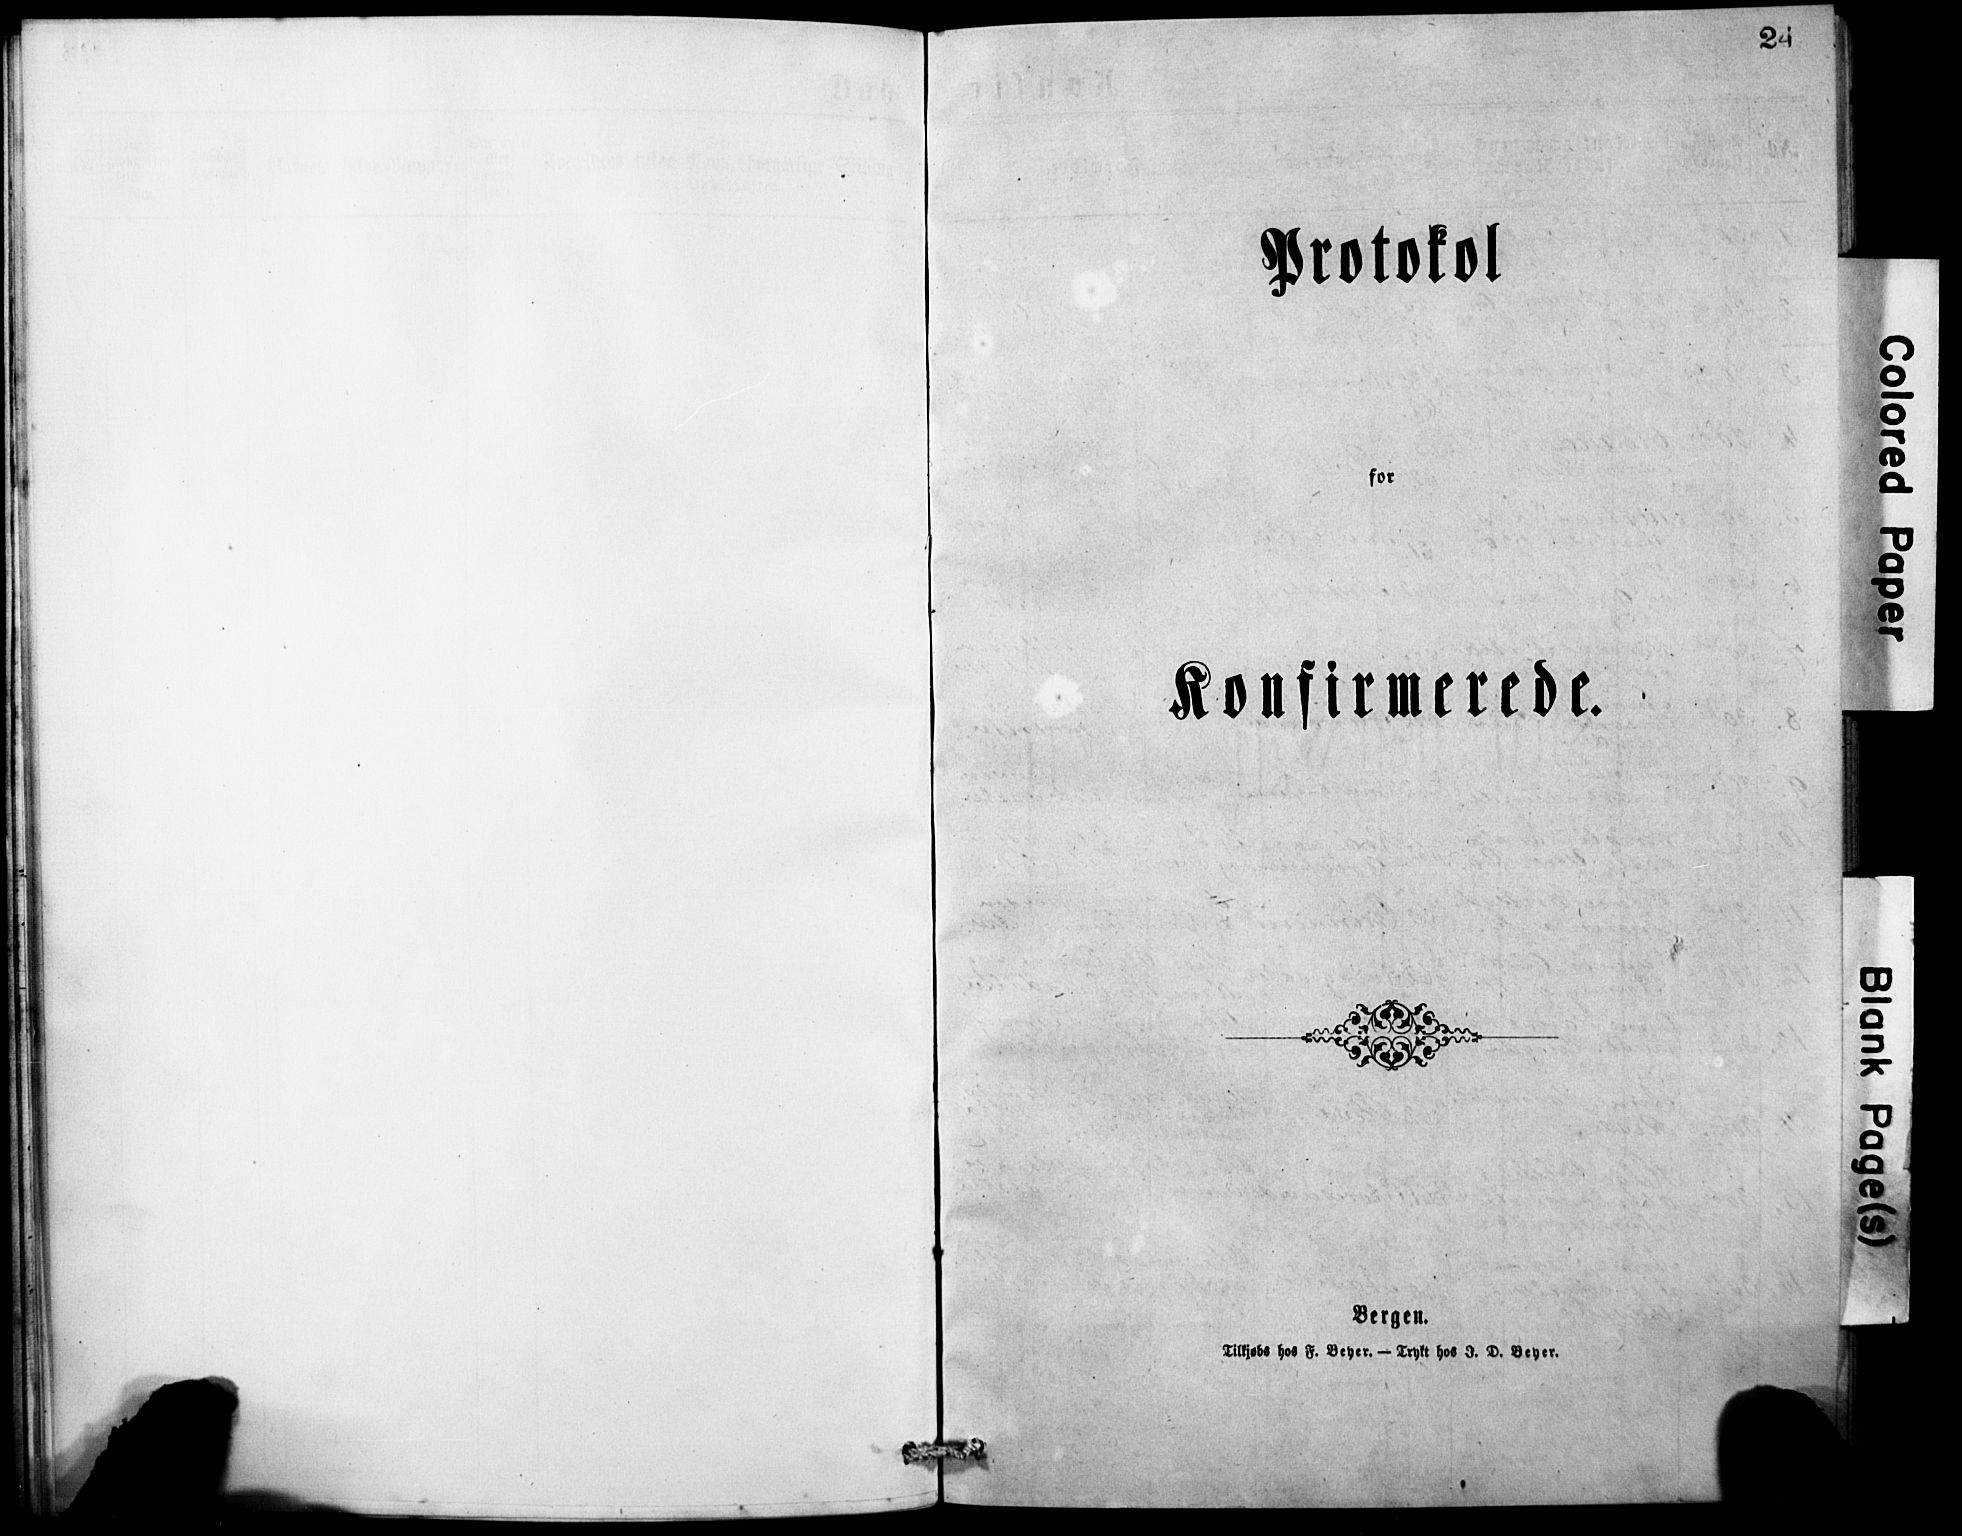 24
Protokol
for
Konfirmerede.
Bergen.
Tilkjøbs hos F. Beyer. — Trykt hos J. D. Beyer.
Colored Paper
Blank Page(s)